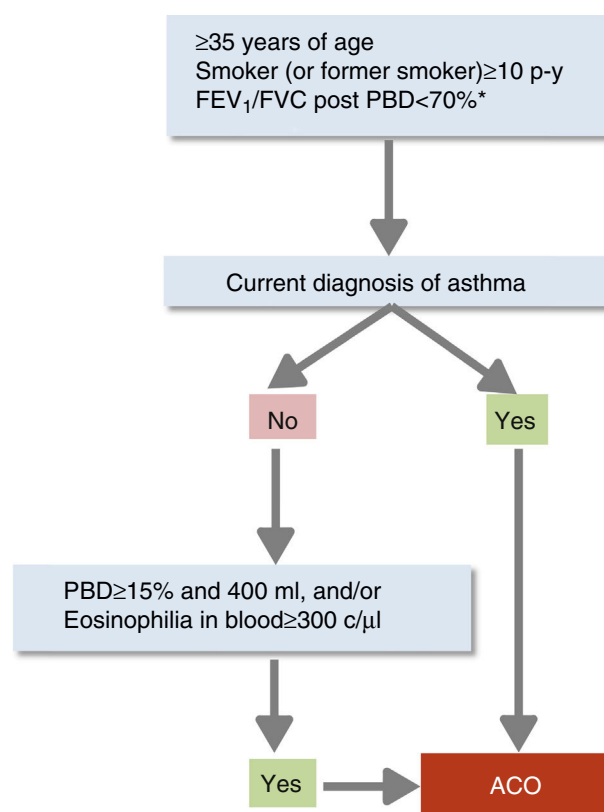 ≥35 years of age
Smoker (or former smoker)≥10 p-y
FEV₁/FVC post PBD<70%*
Current diagnosis of asthma
No
Yes
PBD≥15% and 400 ml, and/or
Eosinophilia in blood≥300 c/μl
Yes
ACO